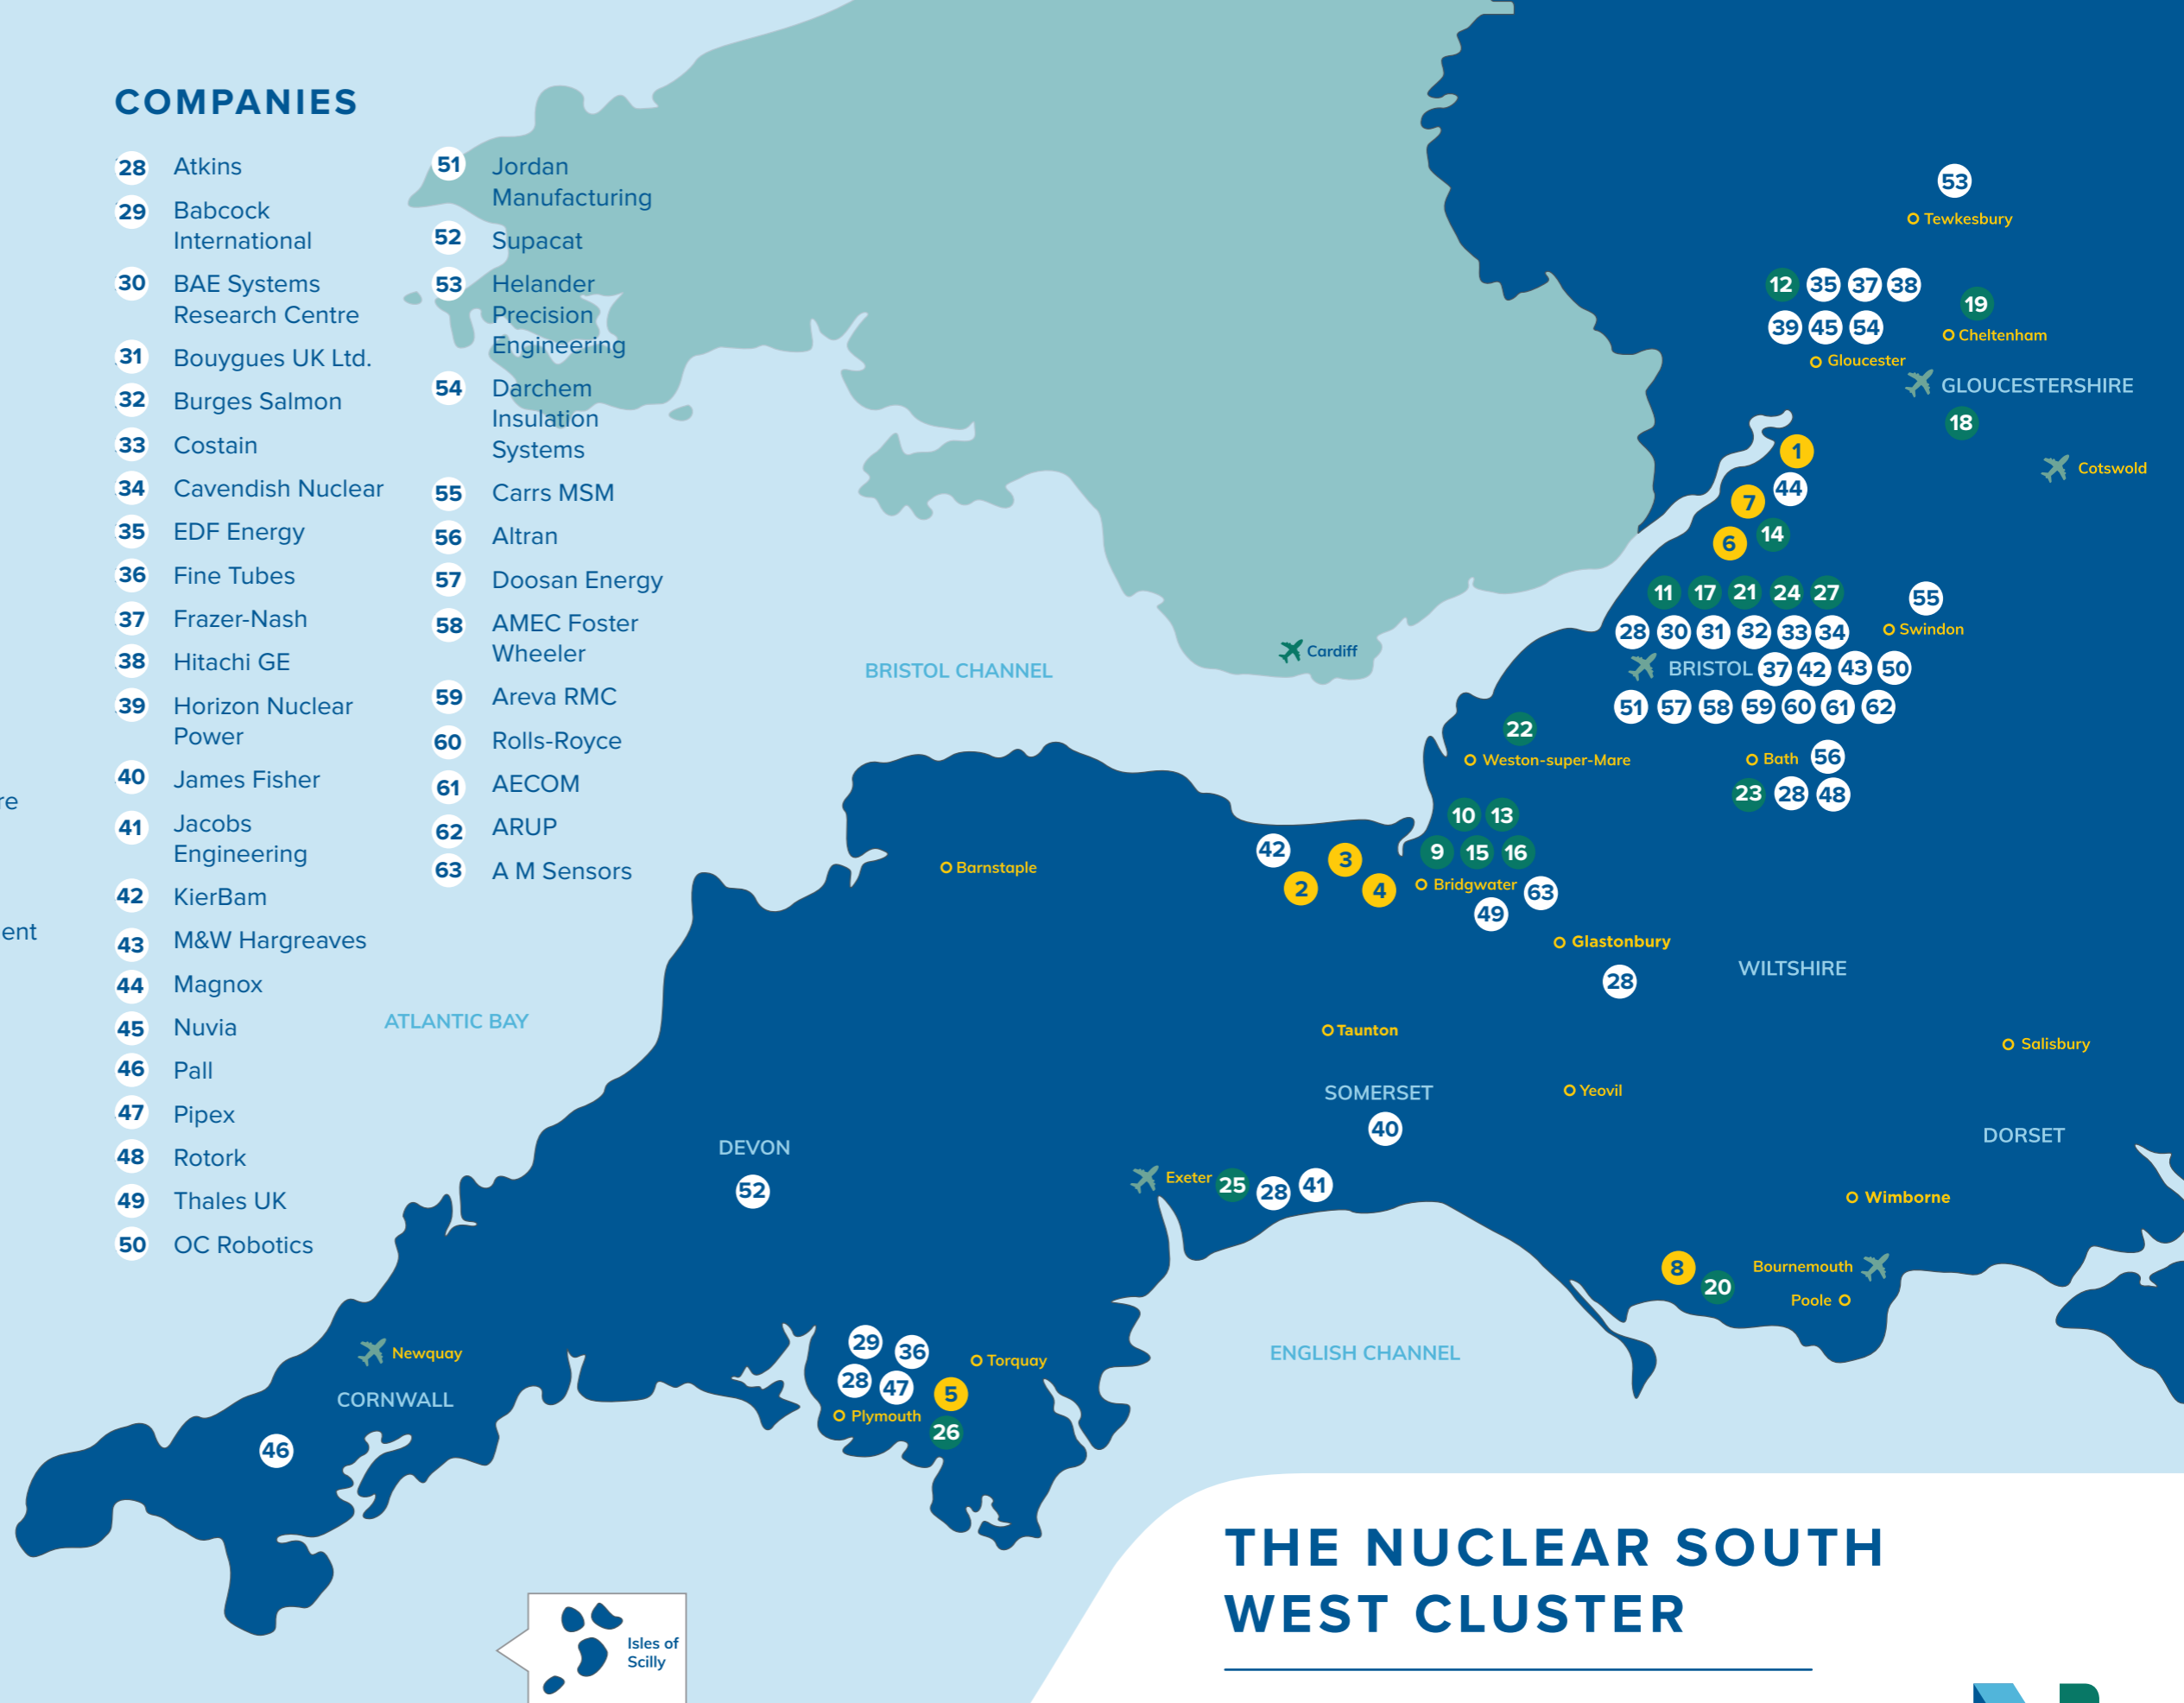 COMPANIES
28 Atkins
29 Babcock
International
30 BAE Systems
Research Centre
31 Bouygues UK Ltd.
32 Burges Salmon
33 Costain
34 Cavendish Nuclear
35 EDF Energy
36 Fine Tubes
37 Frazer-Nash
38 Hitachi GE
39 Horizon Nuclear
Power
40 James Fisher
41 Jacobs
Engineering
42 KierBam
43 M&W Hargreaves
44 Magnox
45 Nuvia
46 Pall
47 Pipex
48 Rotork
49 Thales UK
50 OC Robotics
51 Jordan
Manufacturing
52 Supacat
53 Helander
Precision
Engineering
54 Darchem
Insulation
Systems
55 Carrs MSM
56 Altran
57 Doosan Energy
58 AMEC Foster
Wheeler
59 Areva RMC
60 Rolls-Royce
61 AECOM
62 ARUP
63 A M Sensors
re
ent
53
Tewkesbury
12 35 37 38
19
39 45 54
Cheltenham
Gloucester
GLOUCESTERSHIRE
18
1
Cotswold
44
7
14
6
11 17 21 24 27
55
28 30 31 32 33 34
Swindon
Cardiff
BRISTOL CHANNEL
BRISTOL 37 42 43 50
51 57 58 59 60 61 62
22
Weston-super-Mare
Bath 56
23 28 48
10 13
42
3
9 15 16
Barnstaple
2
4
Bridgwater 63
49
Glastonbury
28
WILTSHIRE
ATLANTIC BAY
Taunton
Salisbury
SOMERSET
Yeovil
40
DORSET
DEVON
52
Exeter 25 28 41
Wimborne
8
20
Bournemouth
Poole
29 36
Torquay
28 47 5
Plymouth
26
ENGLISH CHANNEL
Newquay
CORNWALL
46
Isles of
Scilly
THE NUCLEAR SOUTH
WEST CLUSTER